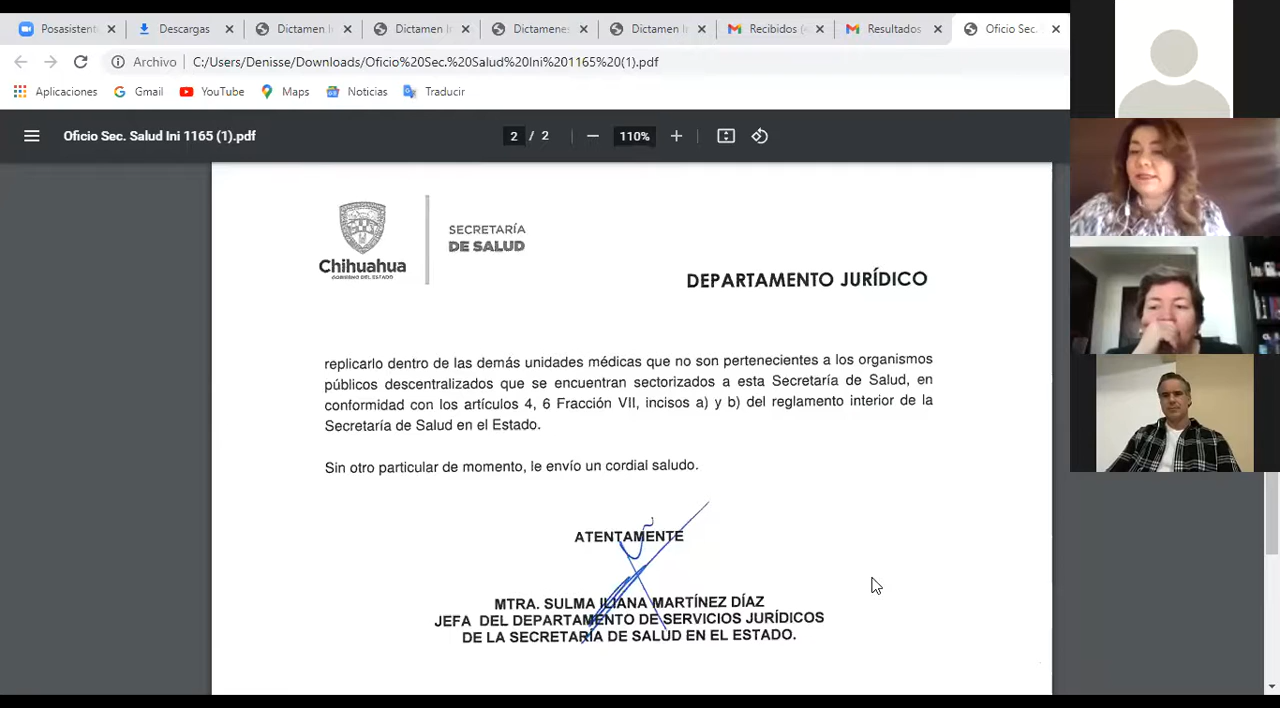 Posasistent
Descargas
Dictamen I
Dictamen In
Dictamene
Dictamen In
Recibidos (
Resultados
Oficio Sec.
Archivo
C:/Users/Denisse/Downloads/Oficio%20Sec.%20Salud%20Ini%201165%20(1).pdf
Aplicaciones
Gmail
YouTube
Maps
Noticias
Traducir
Oficio Sec. Salud Ini 1165 (1).pdf
2 / 2
110%
Chihuahua
GOBIERNO DEL ESTADO
SECRETARÍA
DE SALUD
DEPARTAMENTO JURÍDICO
replicarlo dentro de las demás unidades médicas que no son pertenecientes a los organismos
públicos descentralizados que se encuentran sectorizados a esta Secretaría de Salud, en
conformidad con los artículos 4, 6 Fracción VII, incisos a) y b) del reglamento interior de la
Secretaría de Salud en el Estado.
Sin otro particular de momento, le envío un cordial saludo.
ATENTAMENTE
MTRA. SULMA ILIANA MARTÍNEZ DÍAZ
JEFA DEL DEPARTAMENTO DE SERVICIOS JURÍDICOS
DE LA SECRETARÍA DE SALUD EN EL ESTADO.